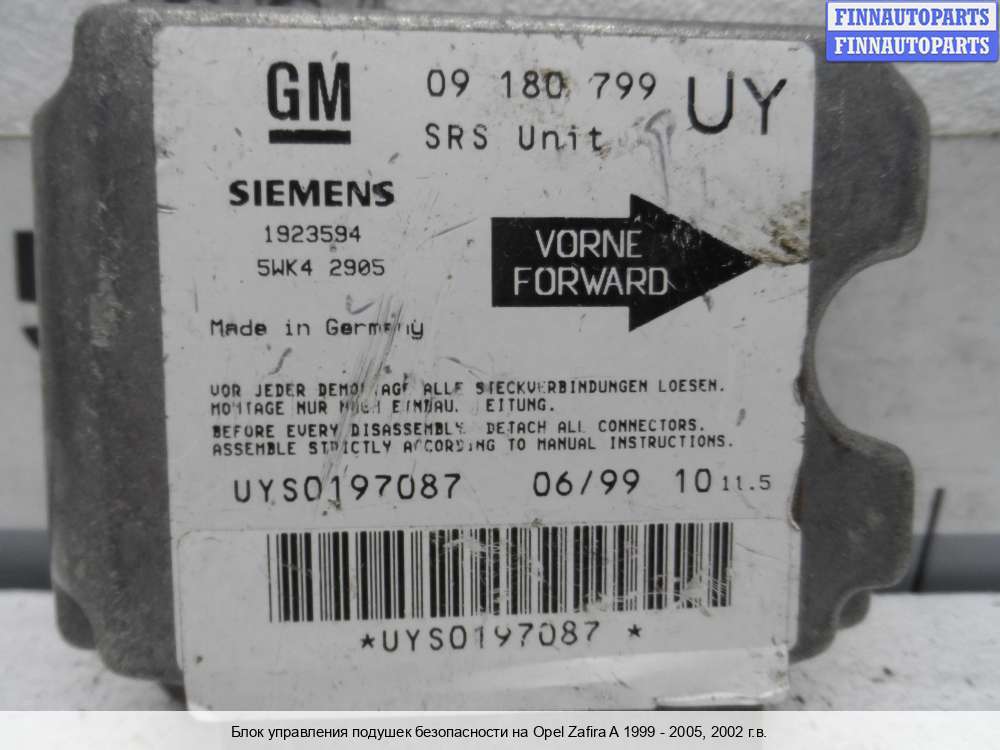 FINNAUTOPARTS
FINNAUTOPARTS
GM
09 180 799
UY
SRS Unit
SIEMENS
1923594
5WK4 2905
VORNE
FORWARD
Made in Germany
VOR JEDER DEMONTAGE ALLE STECKVERBINDUNGEN LOESEN.
MONTAGE NUR NACH EINBAU. EITUNG.
BEFORE EVERY DISASSEMBLY DETACH ALL CONNECTORS.
ASSEMBLE STRICTLY ACCORDING TO MANUAL INSTRUCTIONS.
UYS0197087
06/99
10 11.5
*UYS0197087 *
Блок управления подушек безопасности на Opel Zafira A 1999 - 2005, 2002 г.в.